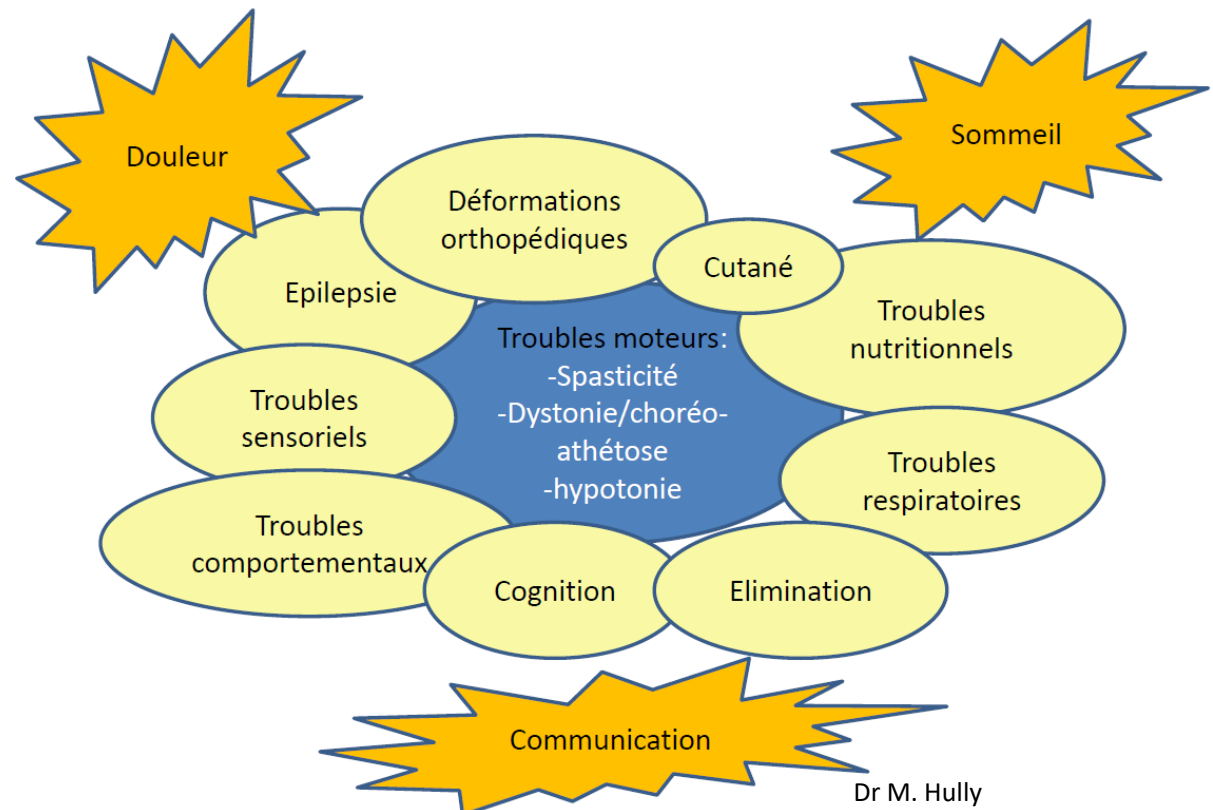 Douleur
Sommeil
Déformations
orthopédiques
Cutané
Epilepsie
Troubles
nutritionnels
Troubles moteurs:
-Spasticité
-Dystonie/choréo-
athétose
-hypotonie
Troubles
sensoriels
Troubles
respiratoires
Troubles
comportementaux
Cognition
Elimination
Communication
Dr M. Hully